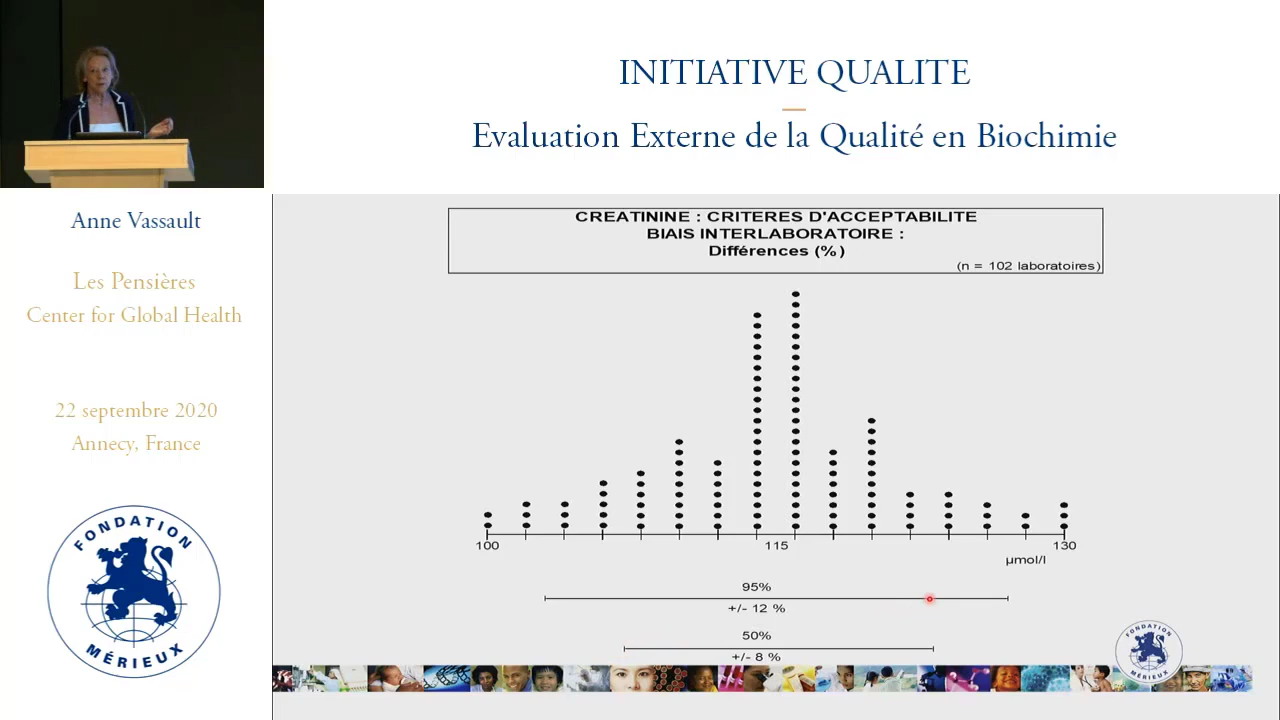 INITIATIVE QUALITE
Evaluation Externe de la Qualité en Biochimie
Anne Vassault
Les Pensières
Center for Global Health
22 septembre 2020
Annecy, France
FONDATION
MÉRIEUX
CREATININE : CRITERES D'ACCEPTABILITE
BIAIS INTERLABORATOIRE :
Différences (%)
(n = 102 laboratoires)
100
115
130
µmol/l
95%
+/- 12 %
50%
+/- 8 %
FONDATION
MÉRIEUX